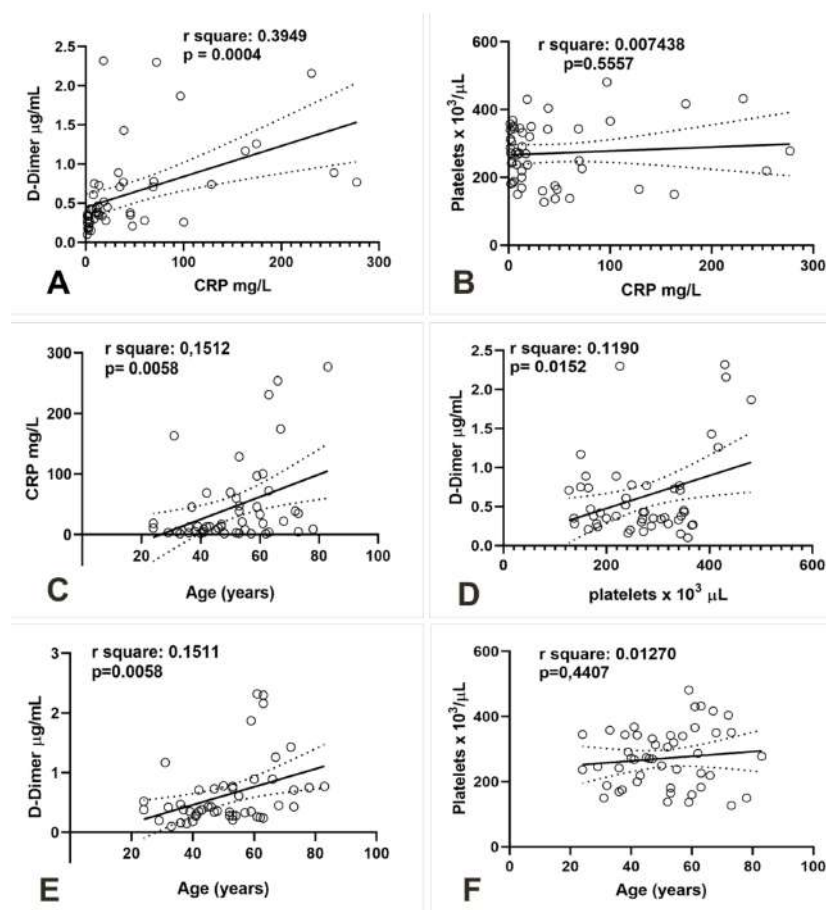 r square: 0.3949
p = 0.0004
2.5
2.0
1.5
1.0
0.5
0.0
D-Dimer μg/mL
0
100
200
300
CRP mg/L
A
r square: 0.007438
p=0.5557
600
400
200
0
Platelets x 10³/μL
0
100
200
300
CRP mg/L
B
r square: 0,1512
p= 0.0058
300
200
100
0
CRP mg/L
20
40
60
80
100
Age (years)
C
r square: 0.1190
p= 0.0152
2.5
2.0
1.5
1.0
0.5
0.0
D-Dimer μg/mL
0
200
400
600
platelets x 10³ μL
D
r square: 0.1511
p=0.0058
3
2
1
0
D-Dimer μg/mL
20
40
60
80
100
Age (years)
E
r square: 0.01270
p=0,4407
600
400
200
0
Platelets x 10³/μL
0
20
40
60
80
100
Age (years)
F